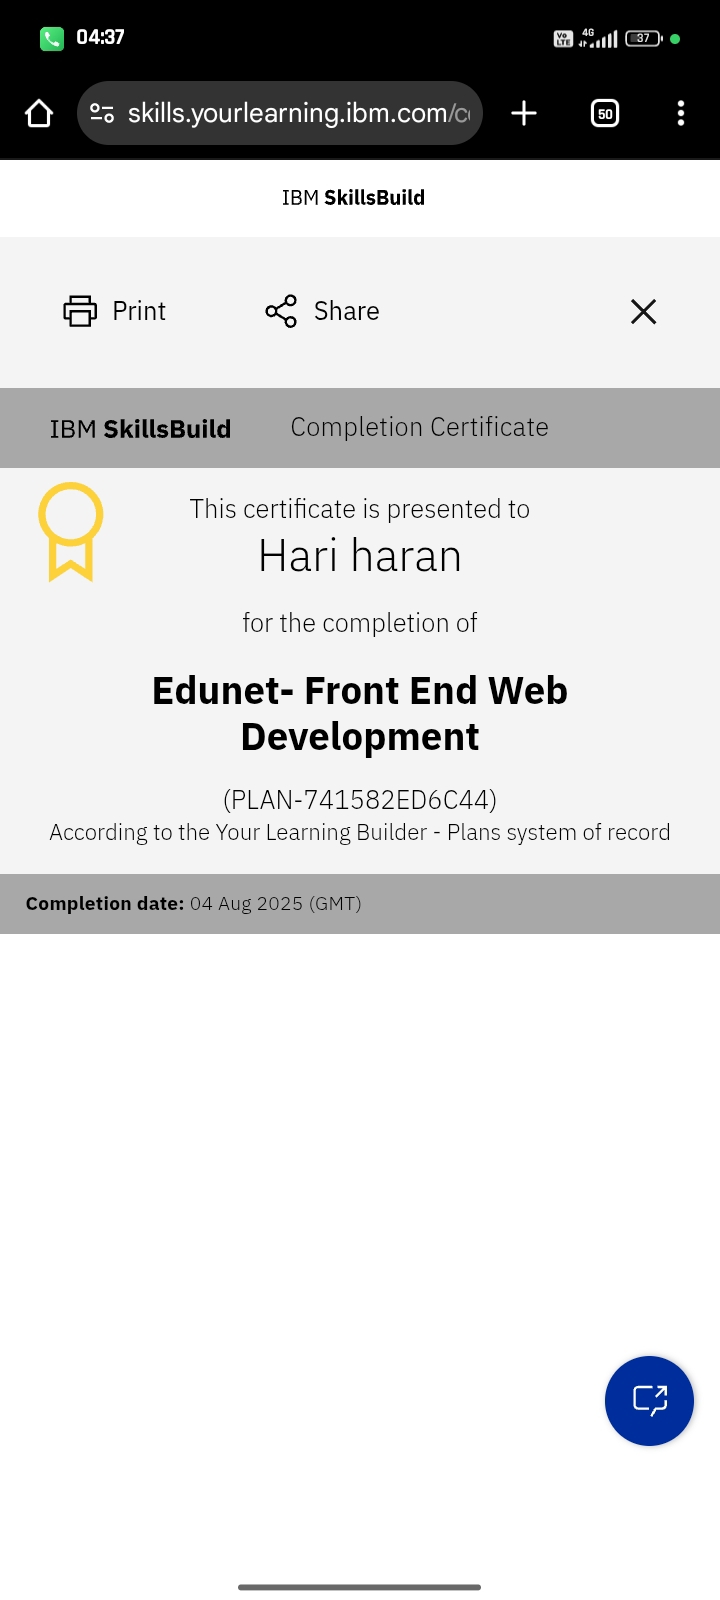 04:37
Vo LTE 4G 37
skills.yourlearning.ibm.com/c
50
IBM SkillsBuild
Print Share
IBM SkillsBuild Completion Certificate
This certificate is presented to
Hari haran
for the completion of
Edunet- Front End Web
Development
(PLAN-741582ED6C44)
According to the Your Learning Builder - Plans system of record
Completion date: 04 Aug 2025 (GMT)